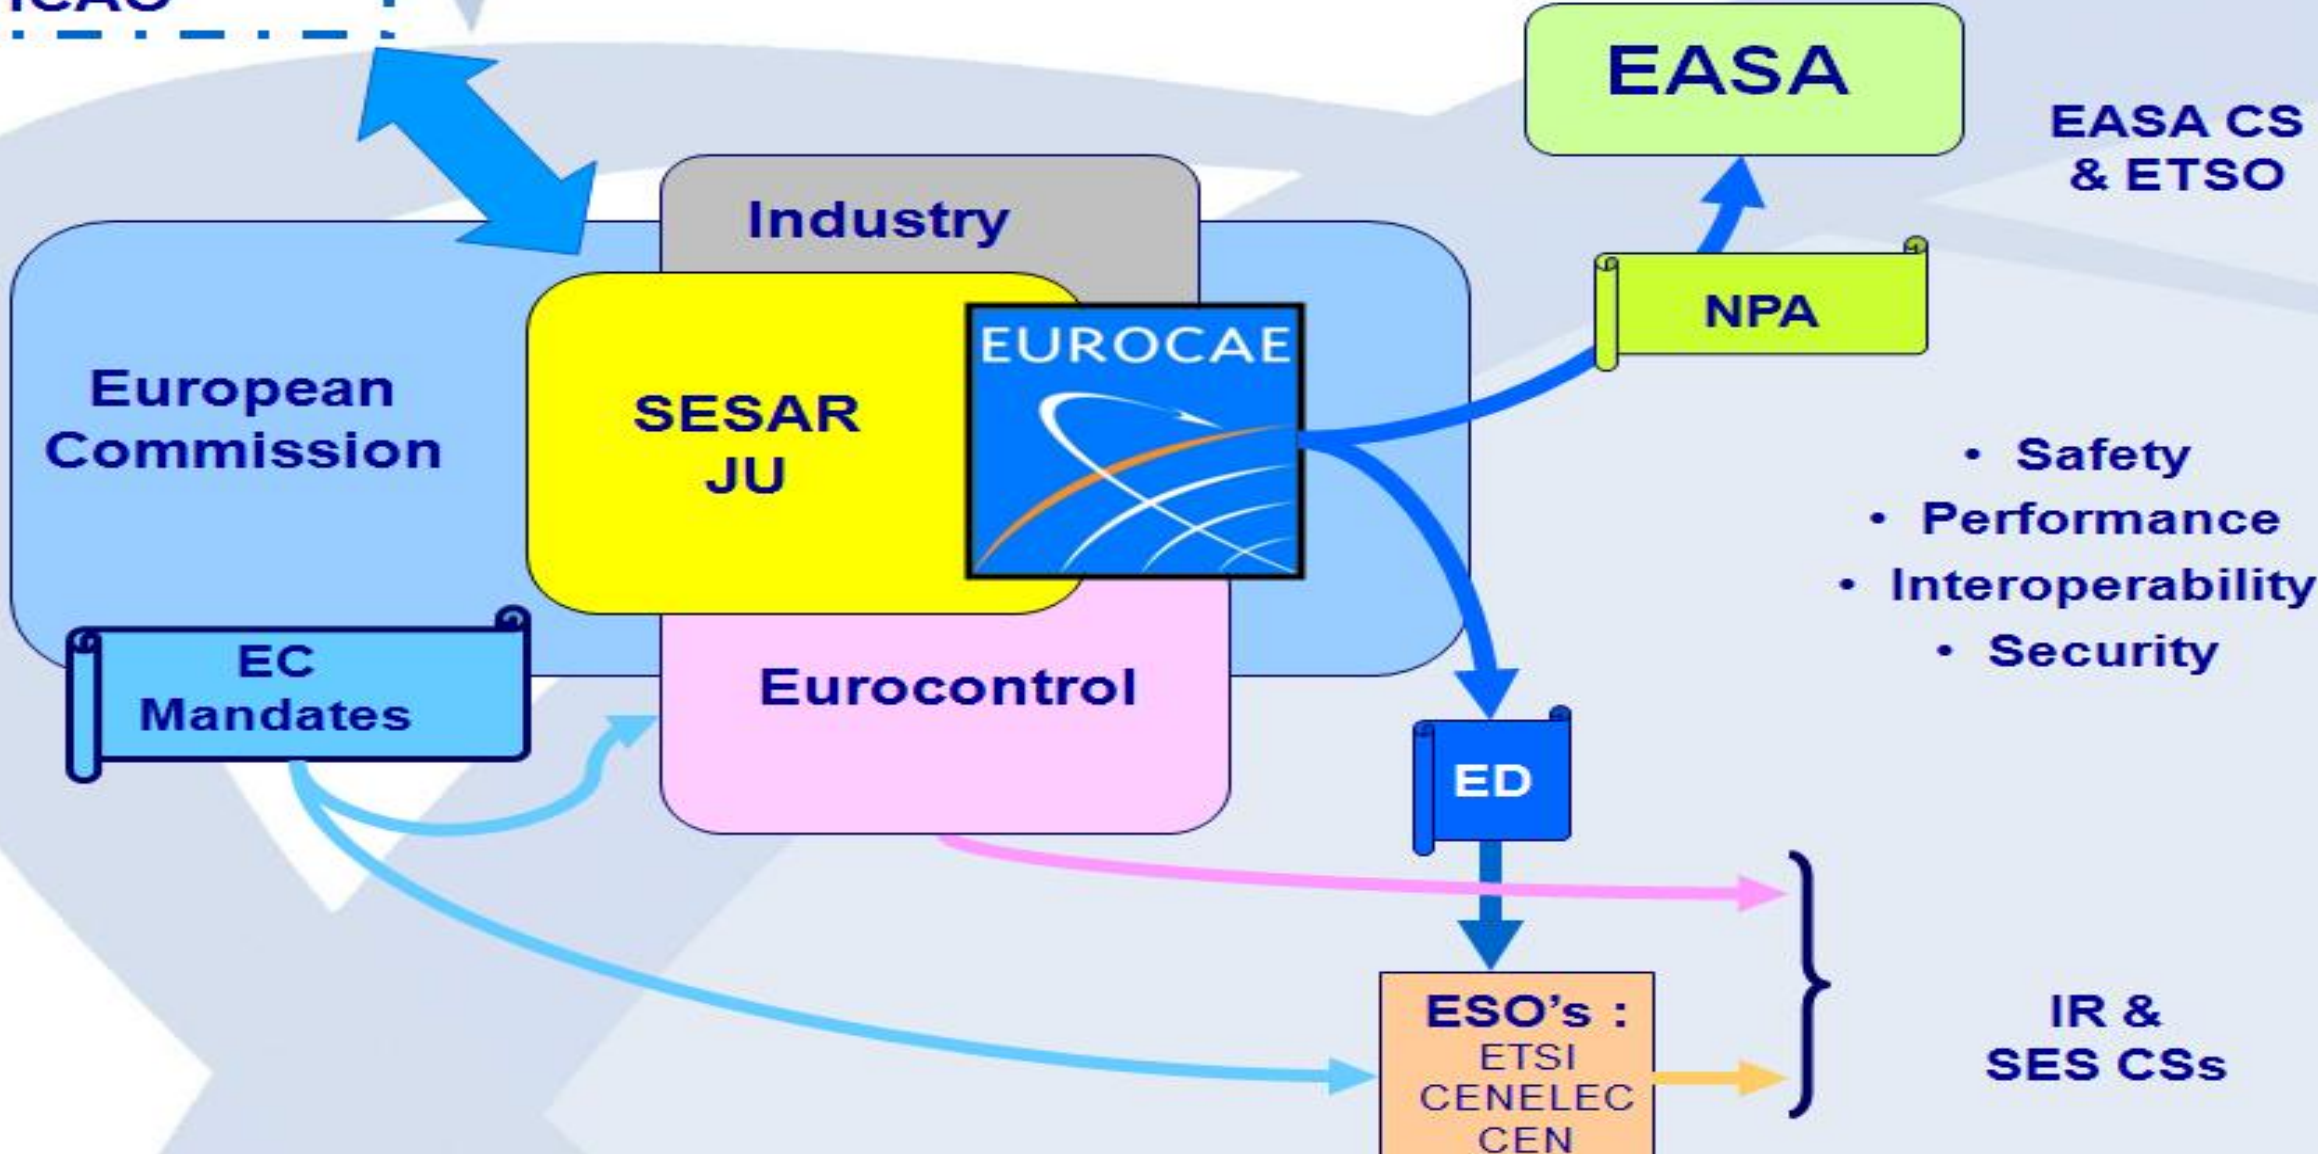 ICAO
EASA
EASA CS
& ETSO
Industry
EUROCAE
NPA
European
Commission
SESAR
JU
• Safety
• Performance
• Interoperability
• Security
EC
Mandates
Eurocontrol
ED
ESO’s :
ETSI
CENELEC
CEN
IR &
SES CSs